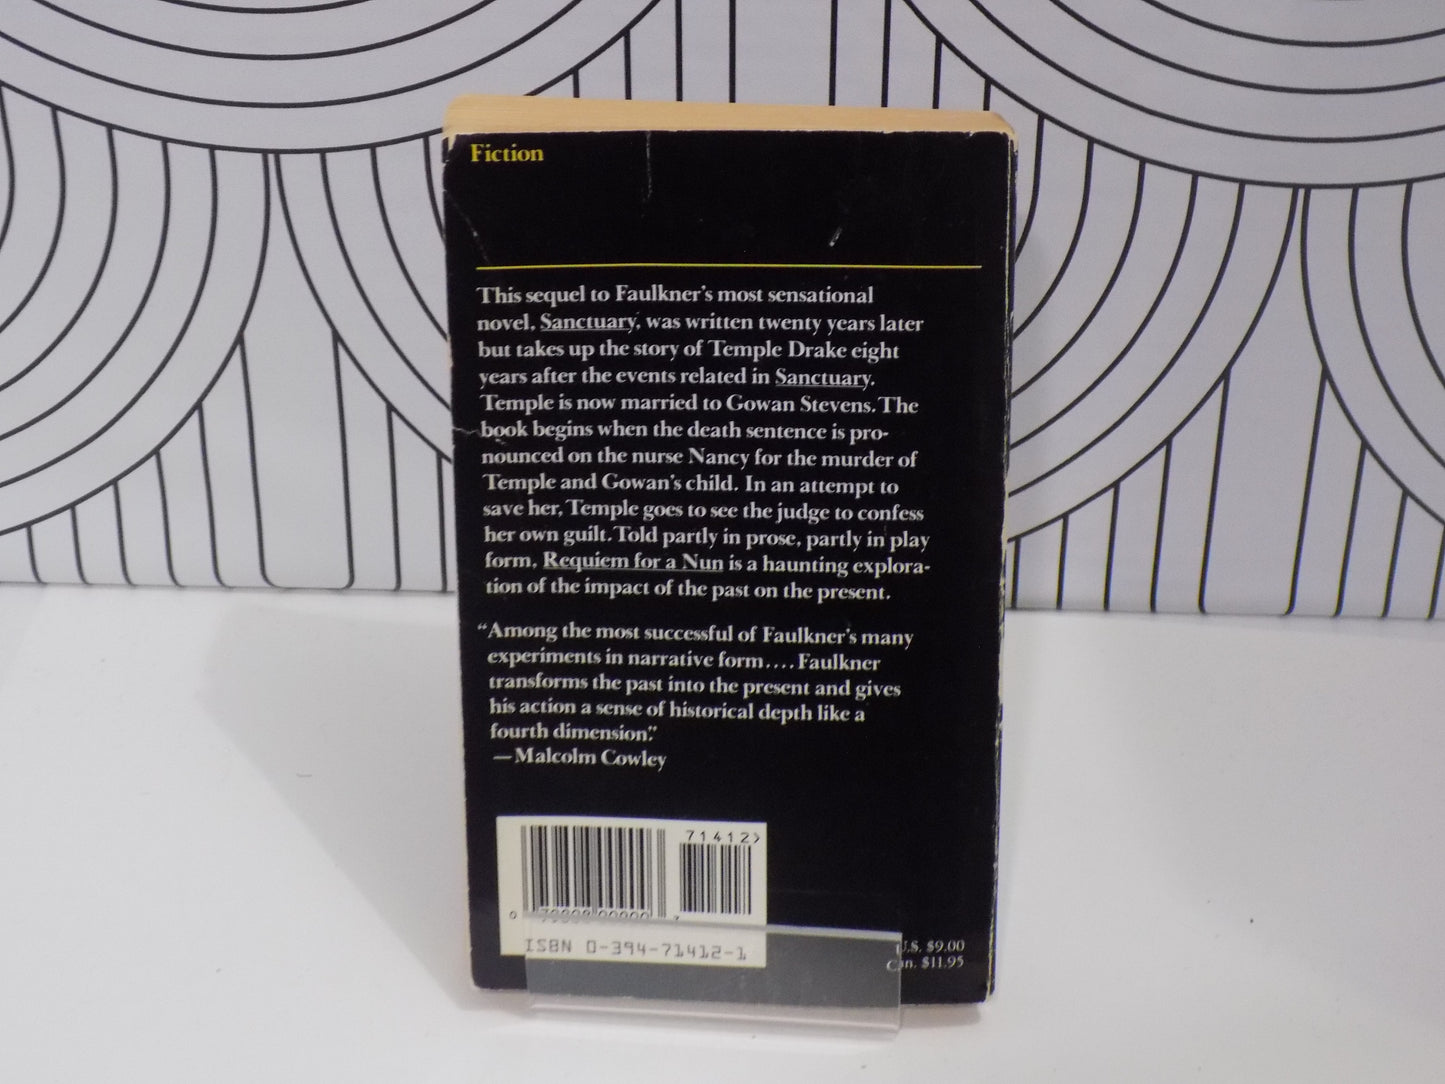 Fiction
This sequel to Faulkner's most sensational
novel, Sanctuary, was written twenty years later
but takes up the story of Temple Drake eight
years after the events related in Sanctuary.
Temple is now married to Gowan Stevens. The
book begins when the death sentence is pro-
nounced on the nurse Nancy for the murder of
Temple and Gowan's child. In an attempt to
save her, Temple goes to see the judge to confess
her own guilt. Told partly in prose, partly in play
form, Requiem for a Nun is a haunting explora-
tion of the impact of the past on the present.
“Among the most successful of Faulkner's many
experiments in narrative form.... Faulkner
transforms the past into the present and gives
his action a sense of historical depth like a
fourth dimension.”
—Malcolm Cowley
71412>
0
ISBN 0-394-71412-1
U.S. $9.00
Can. $11.95